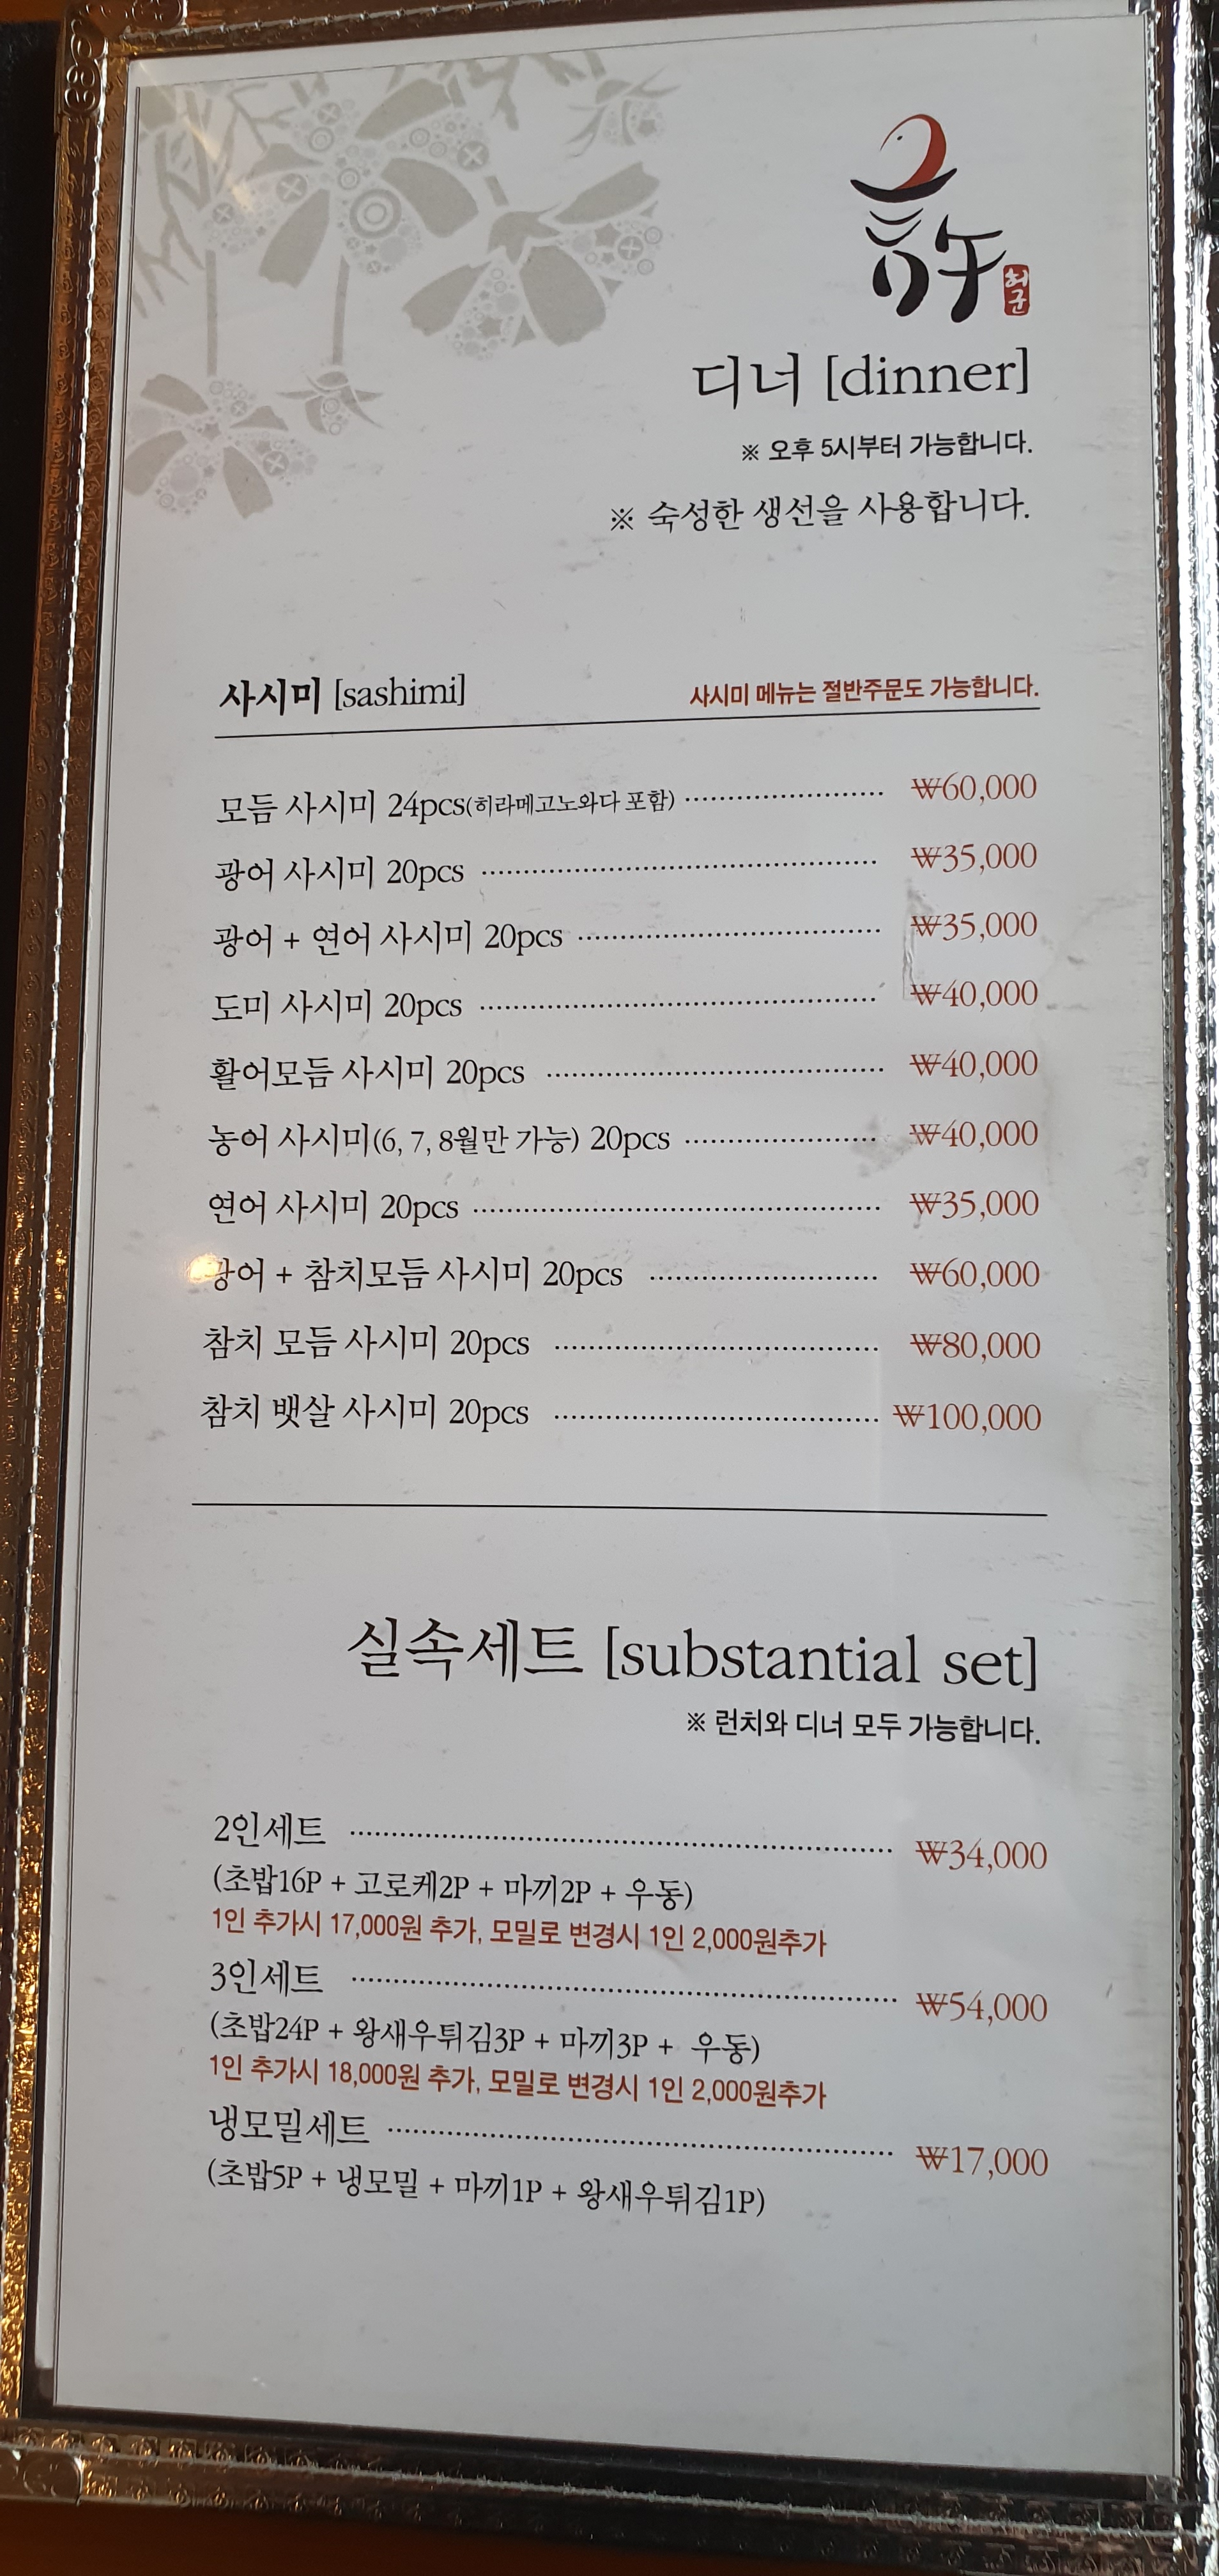 許
허군
디너 [dinner]
※ 오후 5시부터 가능합니다.
※ 숙성한 생선을 사용합니다.
사시미 [sashimi] 사시미 메뉴는 절반주문도 가능합니다.
모듬 사시미 24pcs(히라메고노와다 포함) ₩60,000
광어 사시미 20pcs ₩35,000
광어 + 연어 사시미 20pcs ₩35,000
도미 사시미 20pcs ₩40,000
활어모듬 사시미 20pcs ₩40,000
농어 사시미(6, 7, 8월만 가능) 20pcs ₩40,000
연어 사시미 20pcs ₩35,000
광어 + 참치모듬 사시미 20pcs ₩60,000
참치 모듬 사시미 20pcs ₩80,000
참치 뱃살 사시미 20pcs ₩100,000
실속세트 [substantial set]
※ 런치와 디너 모두 가능합니다.
2인세트 ₩34,000
(초밥16P + 고로케2P + 마끼2P + 우동)
1인 추가시 17,000원 추가, 모밀로 변경시 1인 2,000원추가
3인세트 ₩54,000
(초밥24P + 왕새우튀김3P + 마끼3P + 우동)
1인 추가시 18,000원 추가, 모밀로 변경시 1인 2,000원추가
냉모밀세트 ₩17,000
(초밥5P + 냉모밀 + 마끼1P + 왕새우튀김1P)